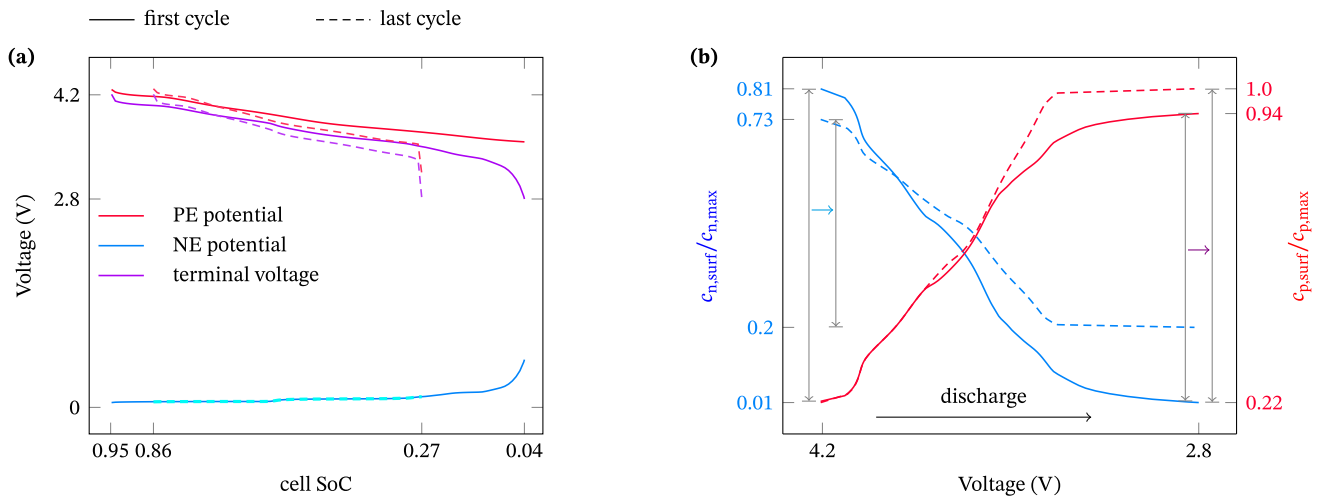 first cycle
last cycle
(a)
4.2
2.8
0
Voltage (V)
PE potential
NE potential
terminal voltage
0.95 0.86 0.27 0.04
cell SoC
(b)
0.81
0.73
0.2
0.01
c_n,surf/c_n,max
1.0
0.94
0.22
c_p,surf/c_p,max
discharge
4.2 2.8
Voltage (V)